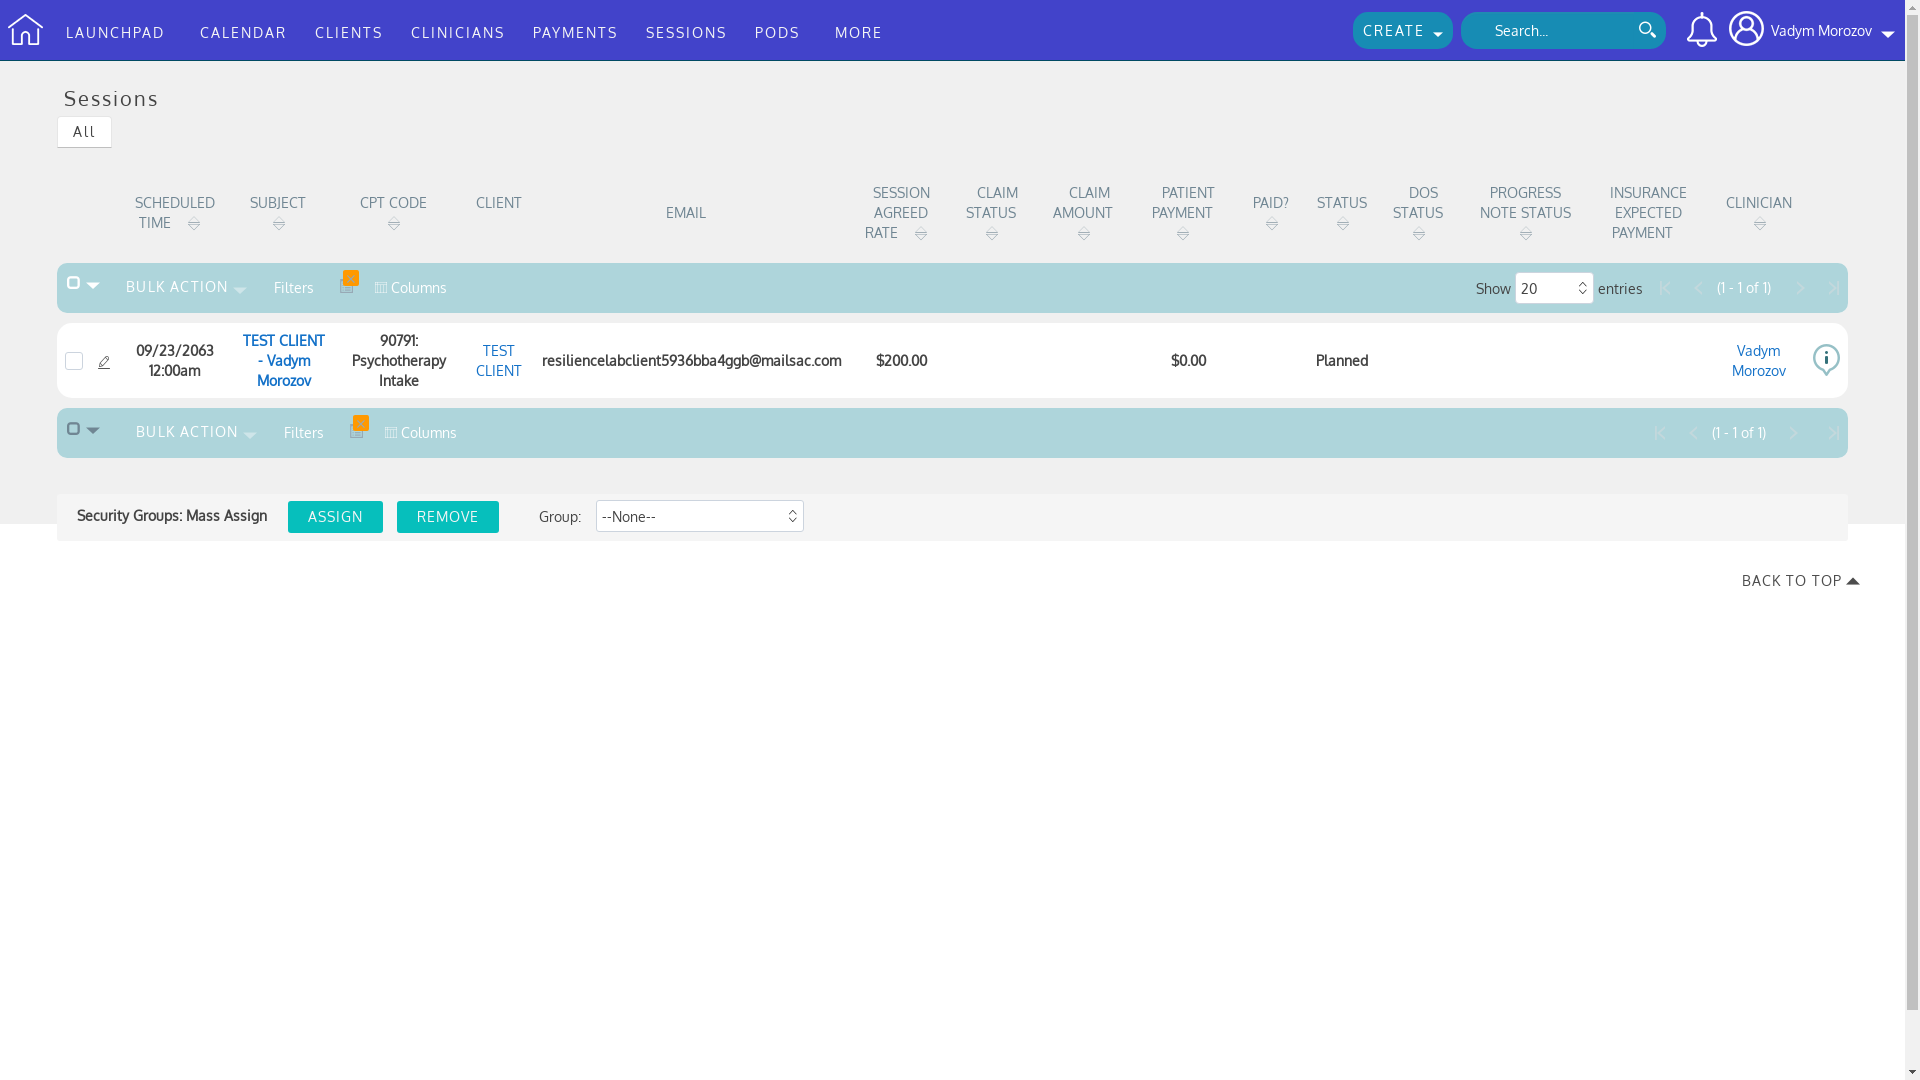 LAUNCHPAD CALENDAR CLIENTS CLINICIANS PAYMENTS SESSIONS PODS MORE CREATE Search... Vadym Morozov
Sessions
All
SCHEDULED TIME SUBJECT CPT CODE CLIENT EMAIL SESSION AGREED RATE CLAIM STATUS CLAIM AMOUNT PATIENT PAYMENT PAID? STATUS DOS STATUS PROGRESS NOTE STATUS INSURANCE EXPECTED PAYMENT CLINICIAN
BULK ACTION Filters Columns Show 20 entries (1 - 1 of 1)
09/23/2063 12:00am TEST CLIENT - Vadym Morozov 90791: Psychotherapy Intake TEST CLIENT resiliencelabclient5936bba4ggb@mailsac.com $200.00 $0.00 Planned Vadym Morozov
BULK ACTION Filters Columns (1 - 1 of 1)
Security Groups: Mass Assign ASSIGN REMOVE Group: --None--
BACK TO TOP